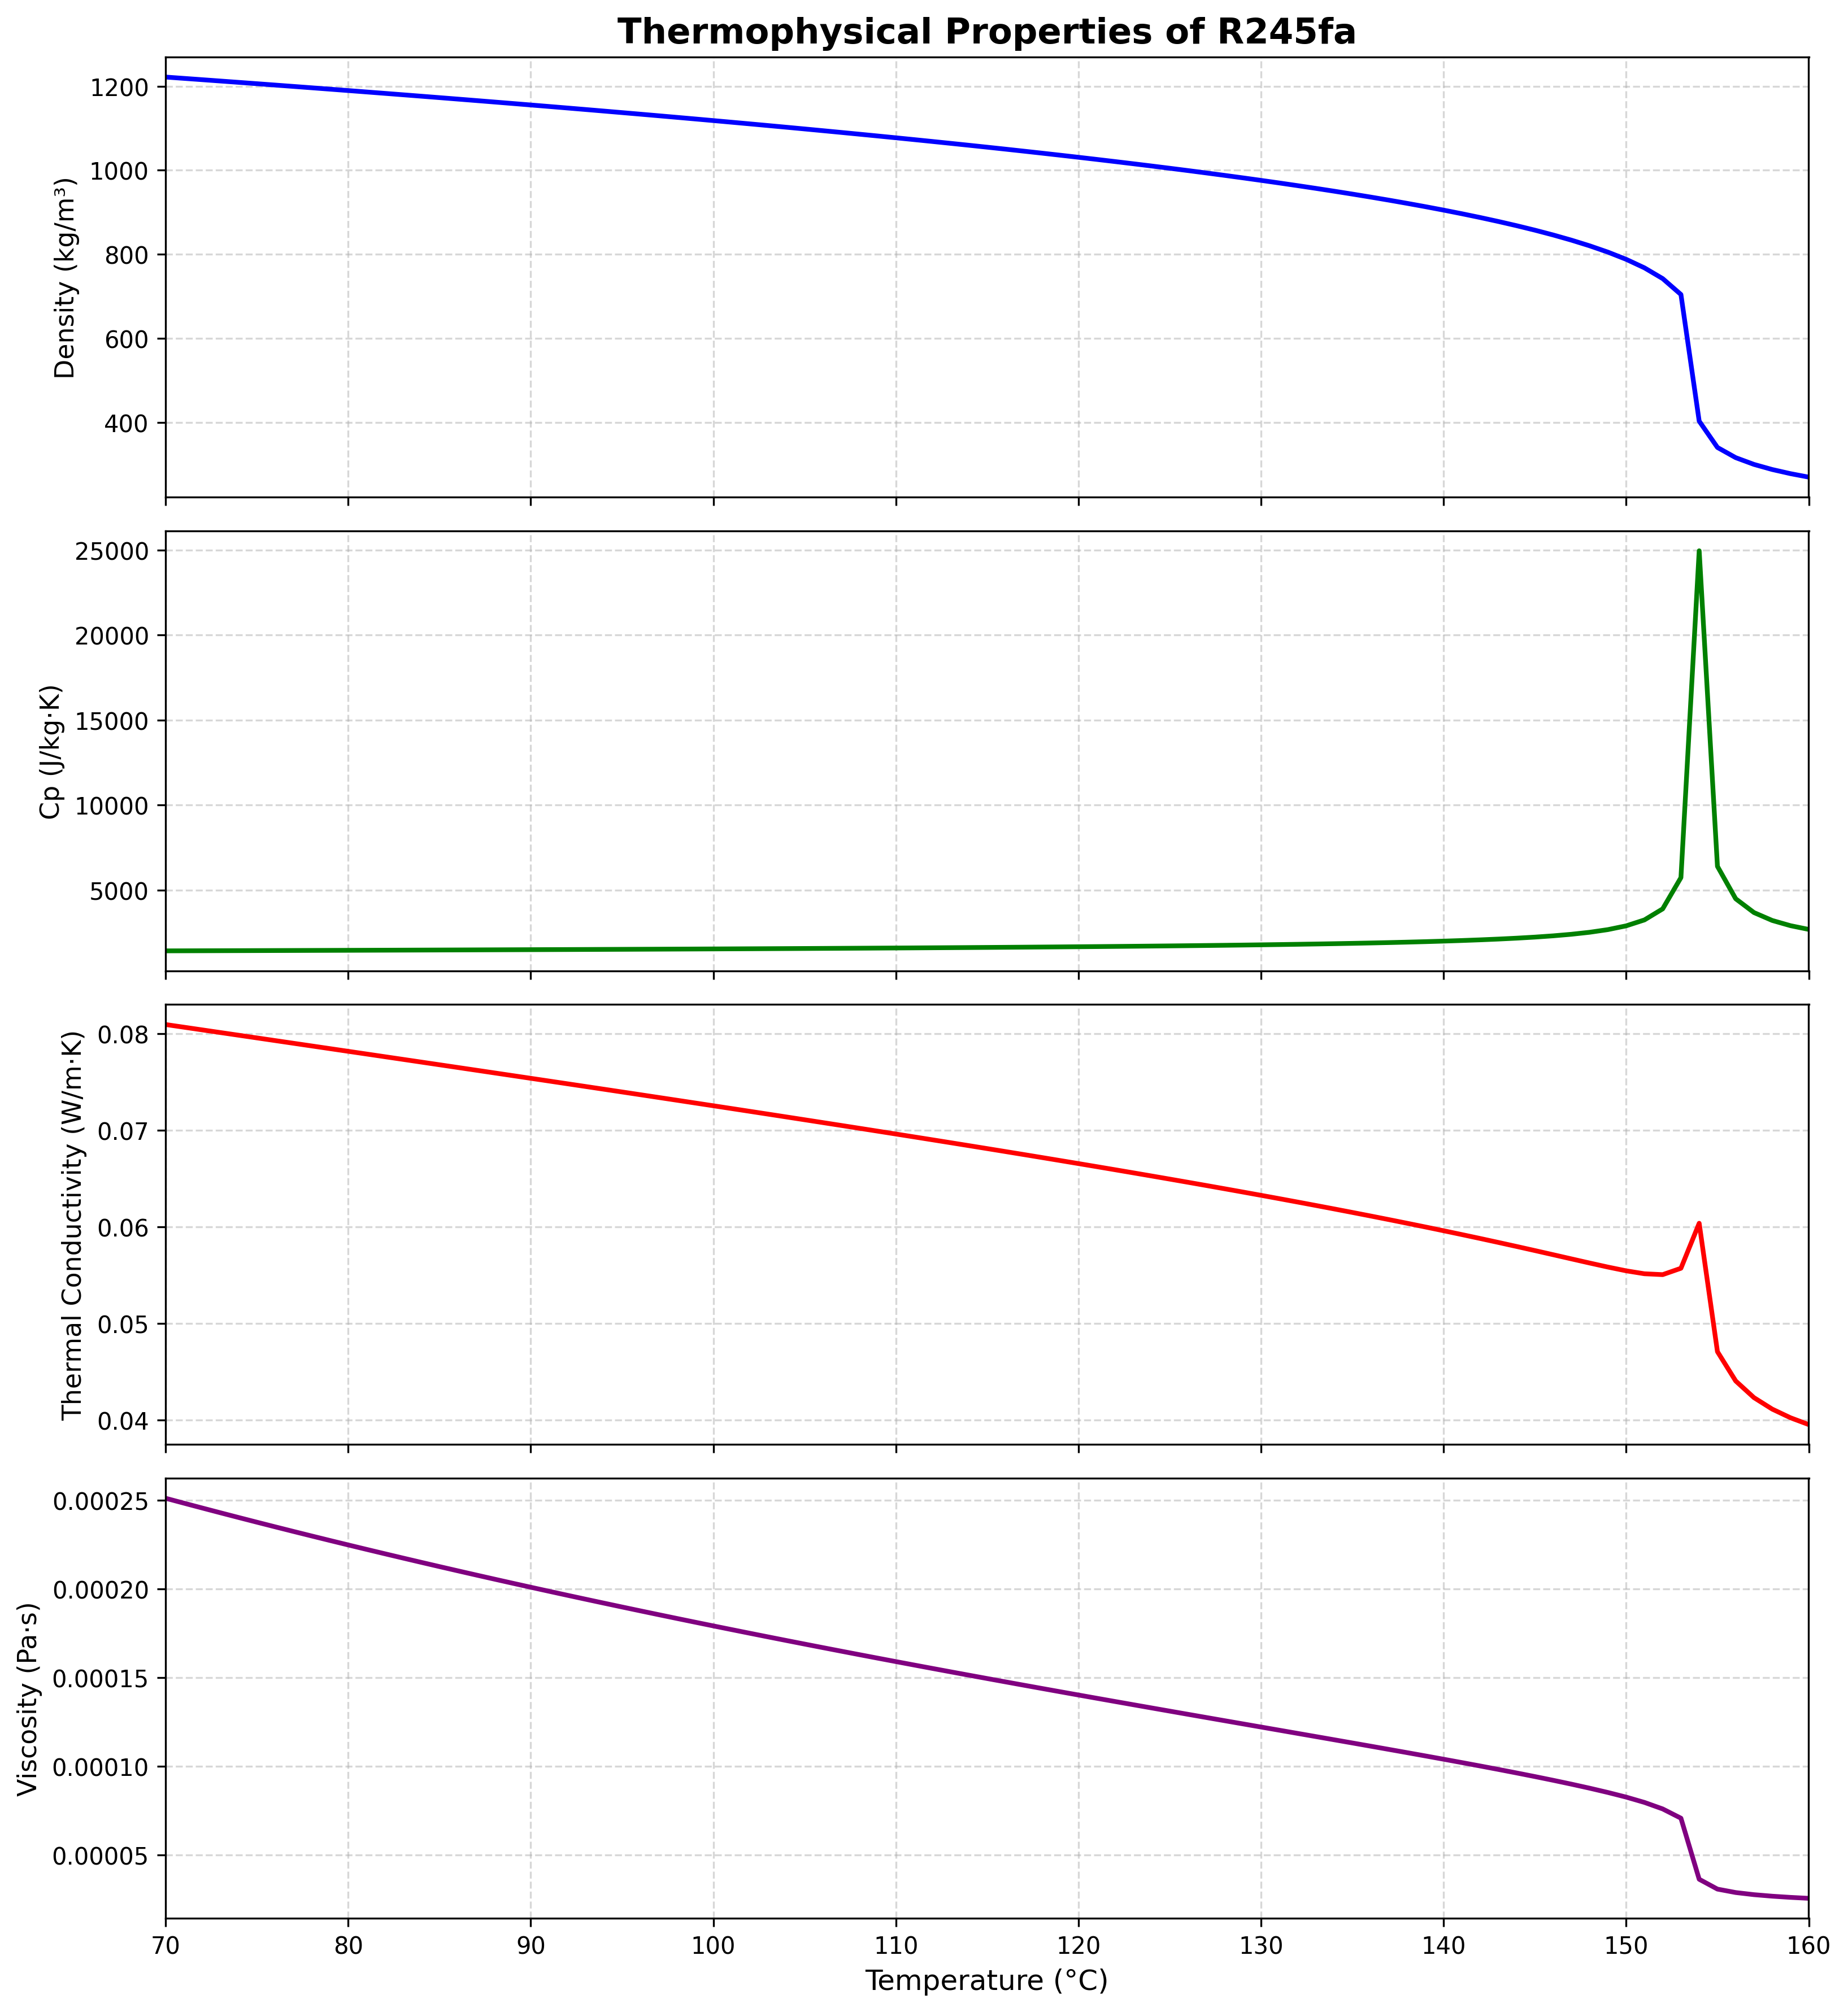 Thermophysical Properties of R245fa
Density (kg/m³)
1200
1000
800
600
400
Cp (J/kg·K)
25000
20000
15000
10000
5000
Thermal Conductivity (W/m·K)
0.08
0.07
0.06
0.05
0.04
Viscosity (Pa·s)
0.00025
0.00020
0.00015
0.00010
0.00005
70 80 90 100 110 120 130 140 150 160
Temperature (°C)